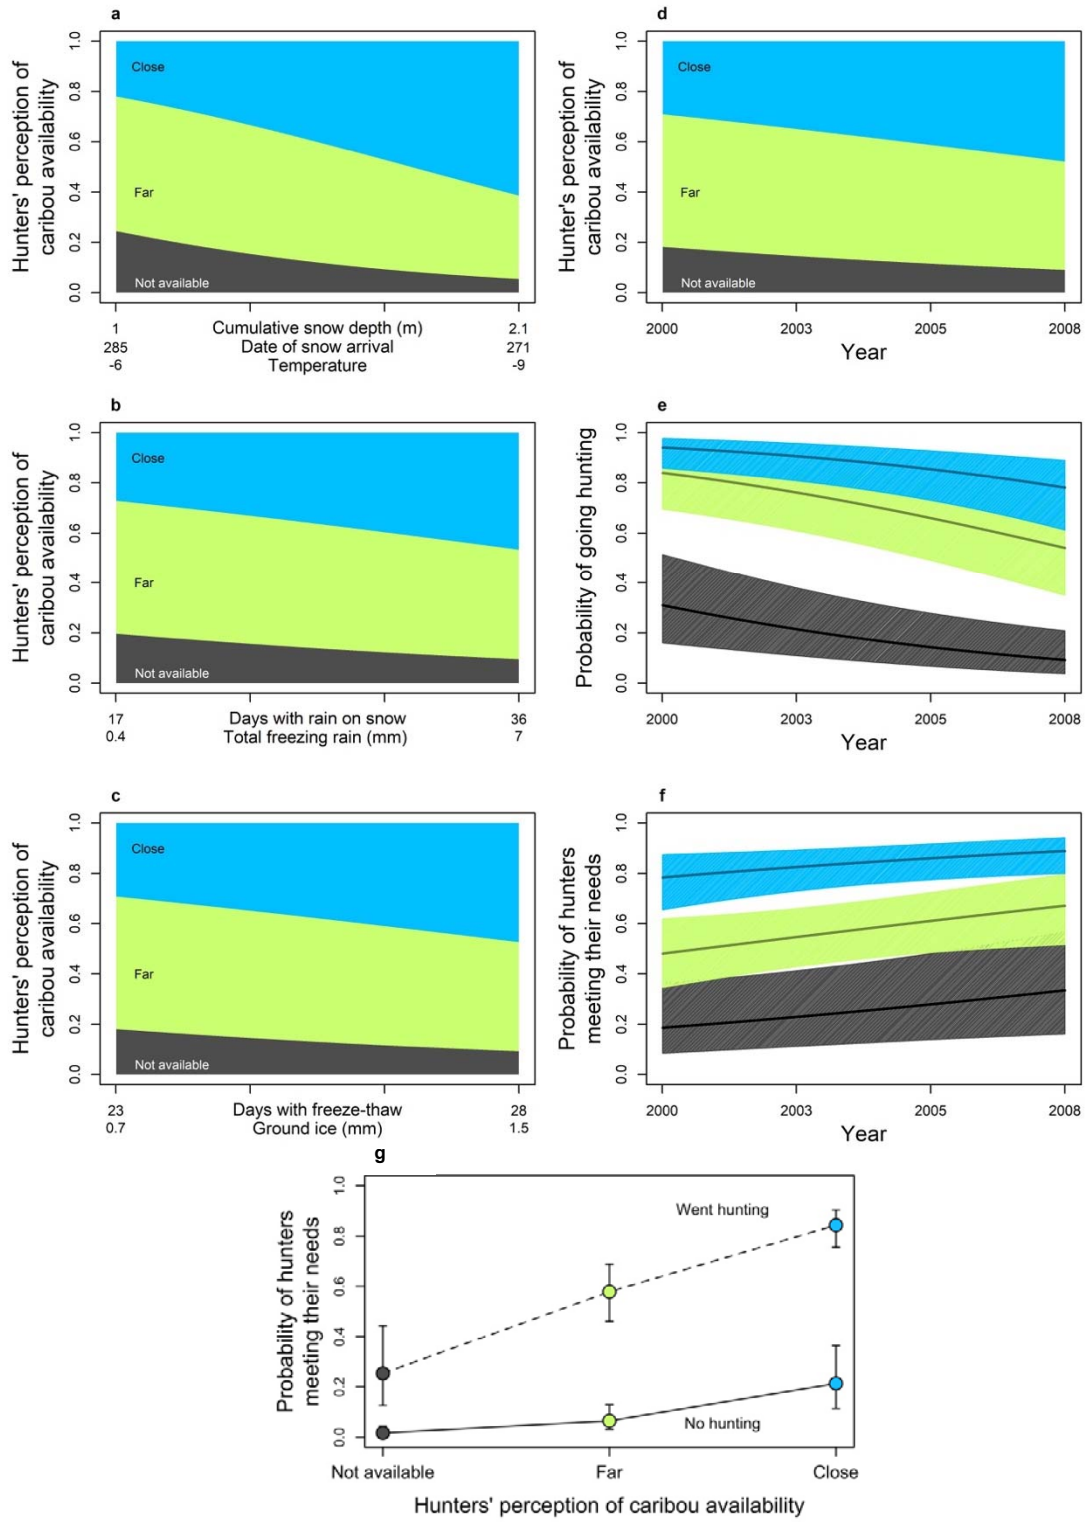 a
Hunters' perception of
caribou availability
1.0
0.8
0.6
0.4
0.2
0.0
Close
Far
Not available
1 Cumulative snow depth (m) 2.1
285 Date of snow arrival 271
-6 Temperature -9
d
Hunter's perception of
caribou availability
1.0
0.8
0.6
0.4
0.2
0.0
Close
Far
Not available
2000 2003 2005 2008
Year
b
Hunters' perception of
caribou availability
1.0
0.8
0.6
0.4
0.2
0.0
Close
Far
Not available
17 Days with rain on snow 36
0.4 Total freezing rain (mm) 7
e
Probability of going hunting
1.0
0.8
0.6
0.4
0.2
0.0
2000 2003 2005 2008
Year
c
Hunters' perception of
caribou availability
1.0
0.8
0.6
0.4
0.2
0.0
Close
Far
Not available
23 Days with freeze-thaw 28
0.7 Ground ice (mm) 1.5
f
Probability of hunters
meeting their needs
1.0
0.8
0.6
0.4
0.2
0.0
2000 2003 2005 2008
Year
g
Probability of hunters
meeting their needs
1.0
0.8
0.6
0.4
0.2
0.0
Went hunting
No hunting
Not available Far Close
Hunters' perception of caribou availability